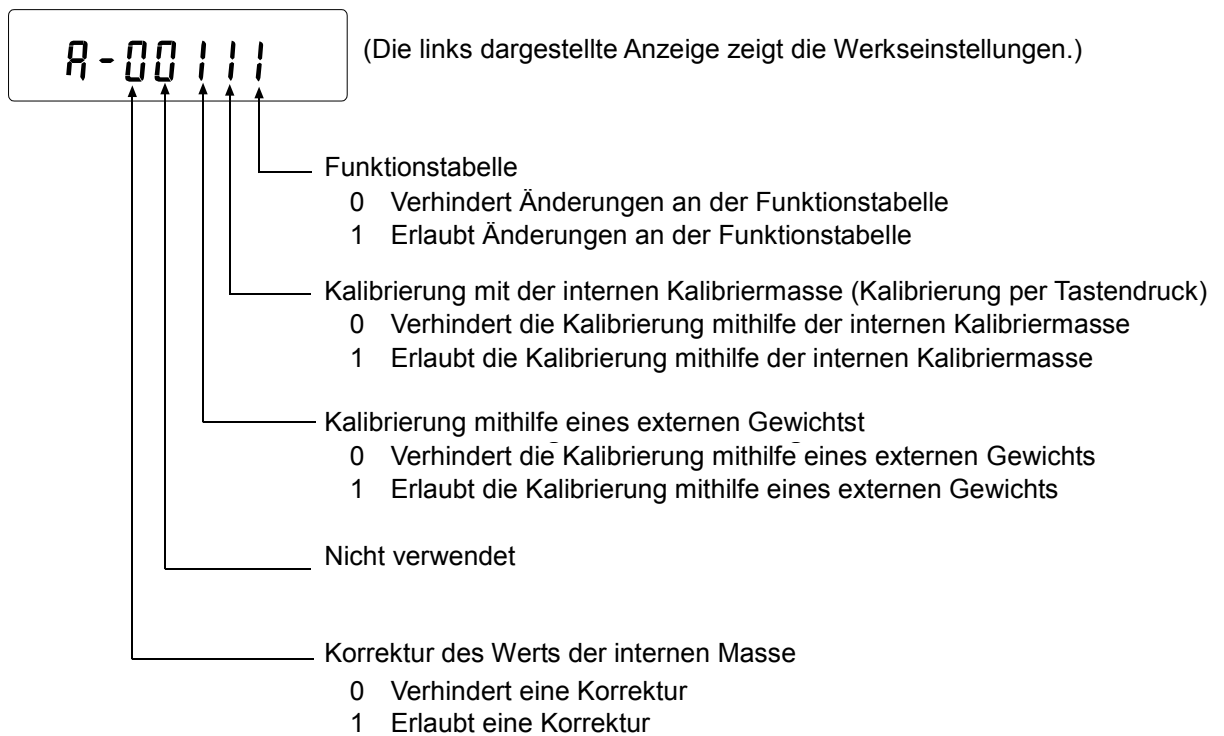 A-00111
(Die links dargestellte Anzeige zeigt die Werkseinstellungen.)
Funktionstabelle
0 Verhindert Änderungen an der Funktionstabelle
1 Erlaubt Änderungen an der Funktionstabelle
Kalibrierung mit der internen Kalibriermasse (Kalibrierung per Tastendruck)
0 Verhindert die Kalibrierung mithilfe der internen Kalibriermasse
1 Erlaubt die Kalibrierung mithilfe der internen Kalibriermasse
Kalibrierung mithilfe eines externen Gewichtst
0 Verhindert die Kalibrierung mithilfe eines externen Gewichts
1 Erlaubt die Kalibrierung mithilfe eines externen Gewichts
Nicht verwendet
Korrektur des Werts der internen Masse
0 Verhindert eine Korrektur
1 Erlaubt eine Korrektur